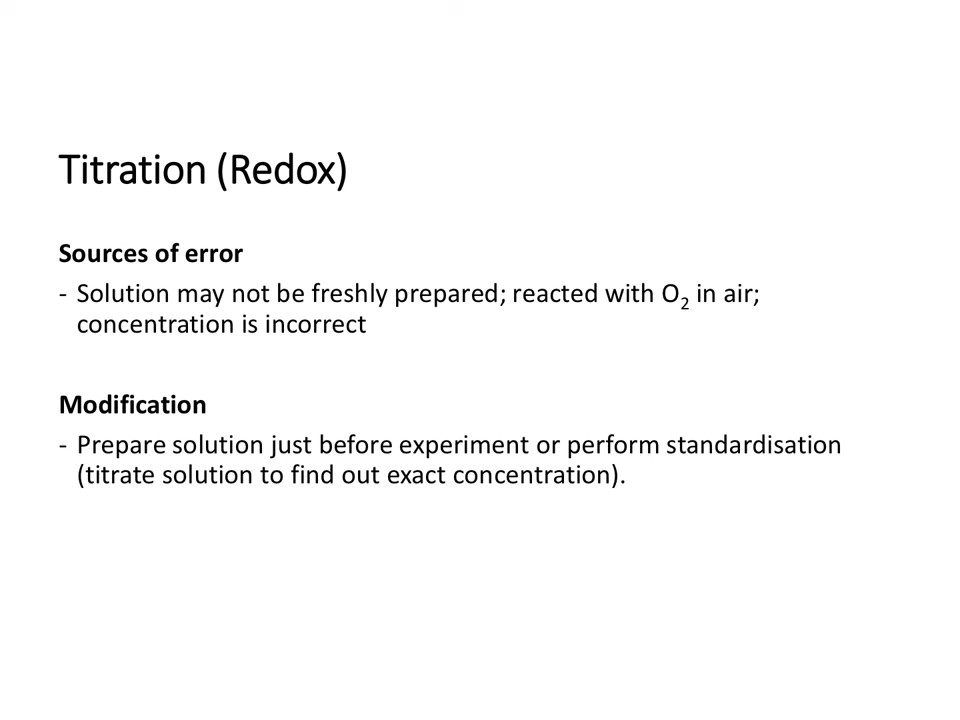 Titration (Redox)
Sources of error
- Solution may not be freshly prepared; reacted with O₂ in air;
concentration is incorrect
Modification
- Prepare solution just before experiment or perform standardisation
(titrate solution to find out exact concentration).